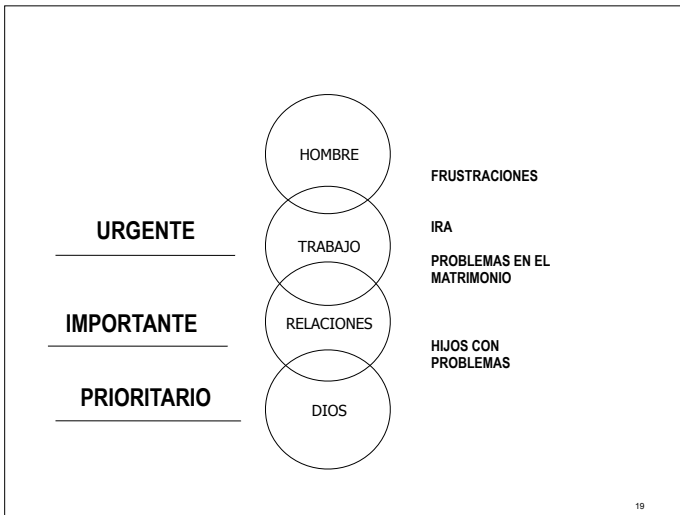 HOMBRE
FRUSTRACIONES
URGENTE
TRABAJO
IRA
PROBLEMAS EN EL
MATRIMONIO
IMPORTANTE
RELACIONES
HIJOS CON
PROBLEMAS
PRIORITARIO
DIOS
19